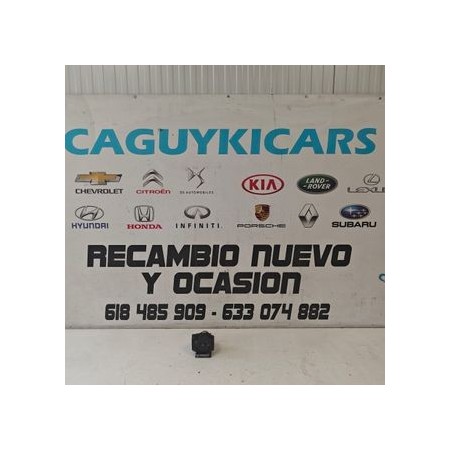 CAGUYKICARS
CHEVROLET CITROËN DS AUTOMOBILES KIA LAND ROVER LEXUS
HYUNDAI HONDA INFINITI PORSCHE RENAULT SUBARU
RECAMBIO NUEVO
Y OCASION
618 485 909 - 633 074 882